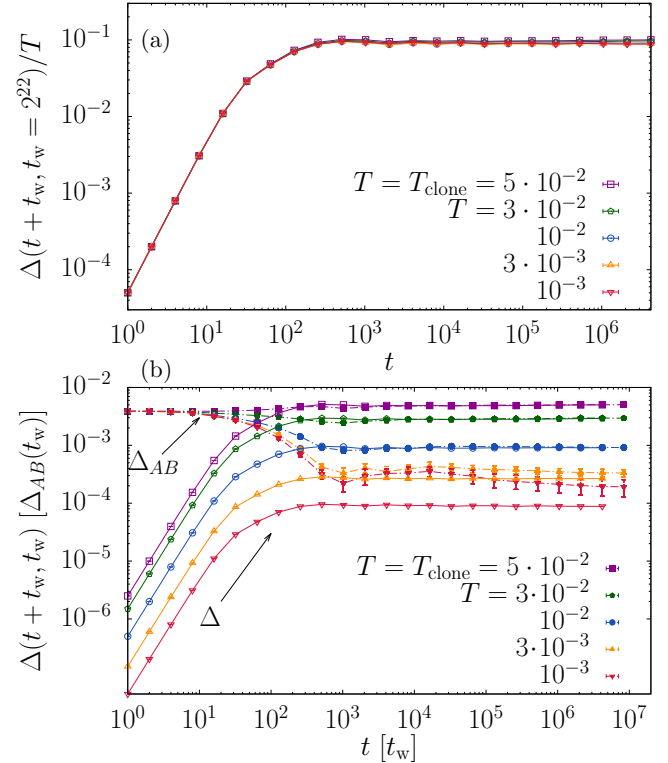 (a)
Δ(t + t_w, t_w = 2^22)/T
10^-1
10^-2
10^-3
10^-4
T = T_clone = 5 · 10^-2
T = 3 · 10^-2
10^-2
3 · 10^-3
10^-3
10^0 10^1 10^2 10^3 10^4 10^5 10^6
t
(b)
Δ(t + t_w, t_w) [Δ_AB(t_w)]
10^-2
10^-3
10^-4
10^-5
10^-6
Δ_AB
Δ
T = T_clone = 5 · 10^-2
T = 3 · 10^-2
10^-2
3 · 10^-3
10^-3
10^0 10^1 10^2 10^3 10^4 10^5 10^6 10^7
t [t_w]